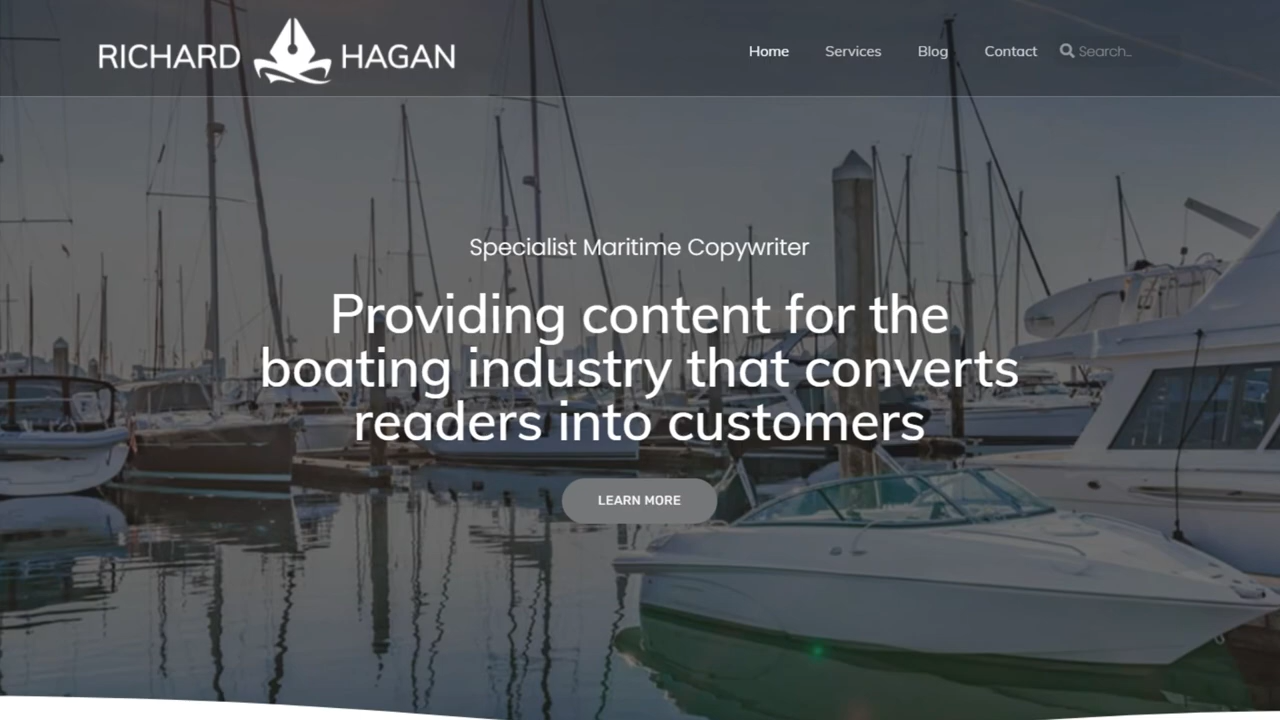 RICHARD HAGAN
Home Services Blog Contact Search...
Specialist Maritime Copywriter
Providing content for the
boating industry that converts
readers into customers
LEARN MORE